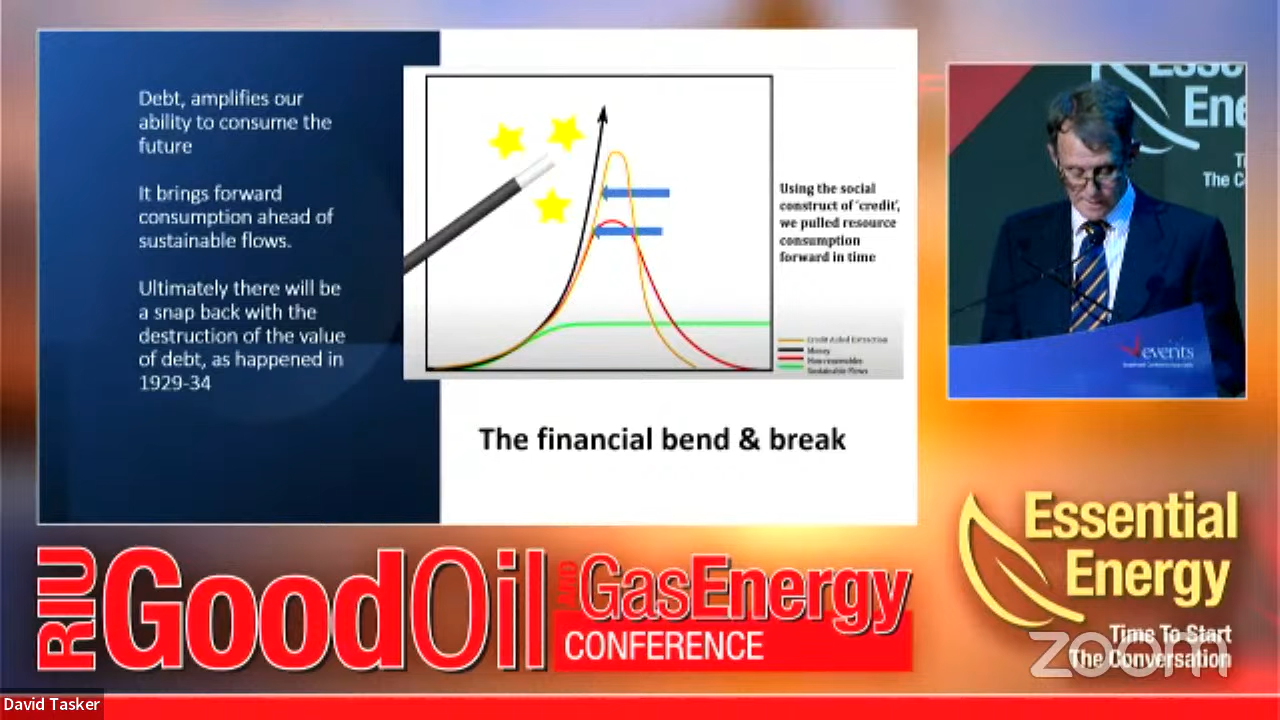 Debt, amplifies our
ability to consume the
future
It brings forward
consumption ahead of
sustainable flows.
Ultimately there will be
a snap back with the
destruction of the value
of debt, as happened in
1929-34
Using the social
construct of 'credit',
we pulled resource
consumption
forward in time
Credit Aided Extraction
Money
Non-renewables
Sustainable Flows
The financial bend & break
Ene
The C
events
RIU GoodOil AND GasEnergy
CONFERENCE
Essential
Energy
Time To Start
The Conversation
zoom
David Tasker